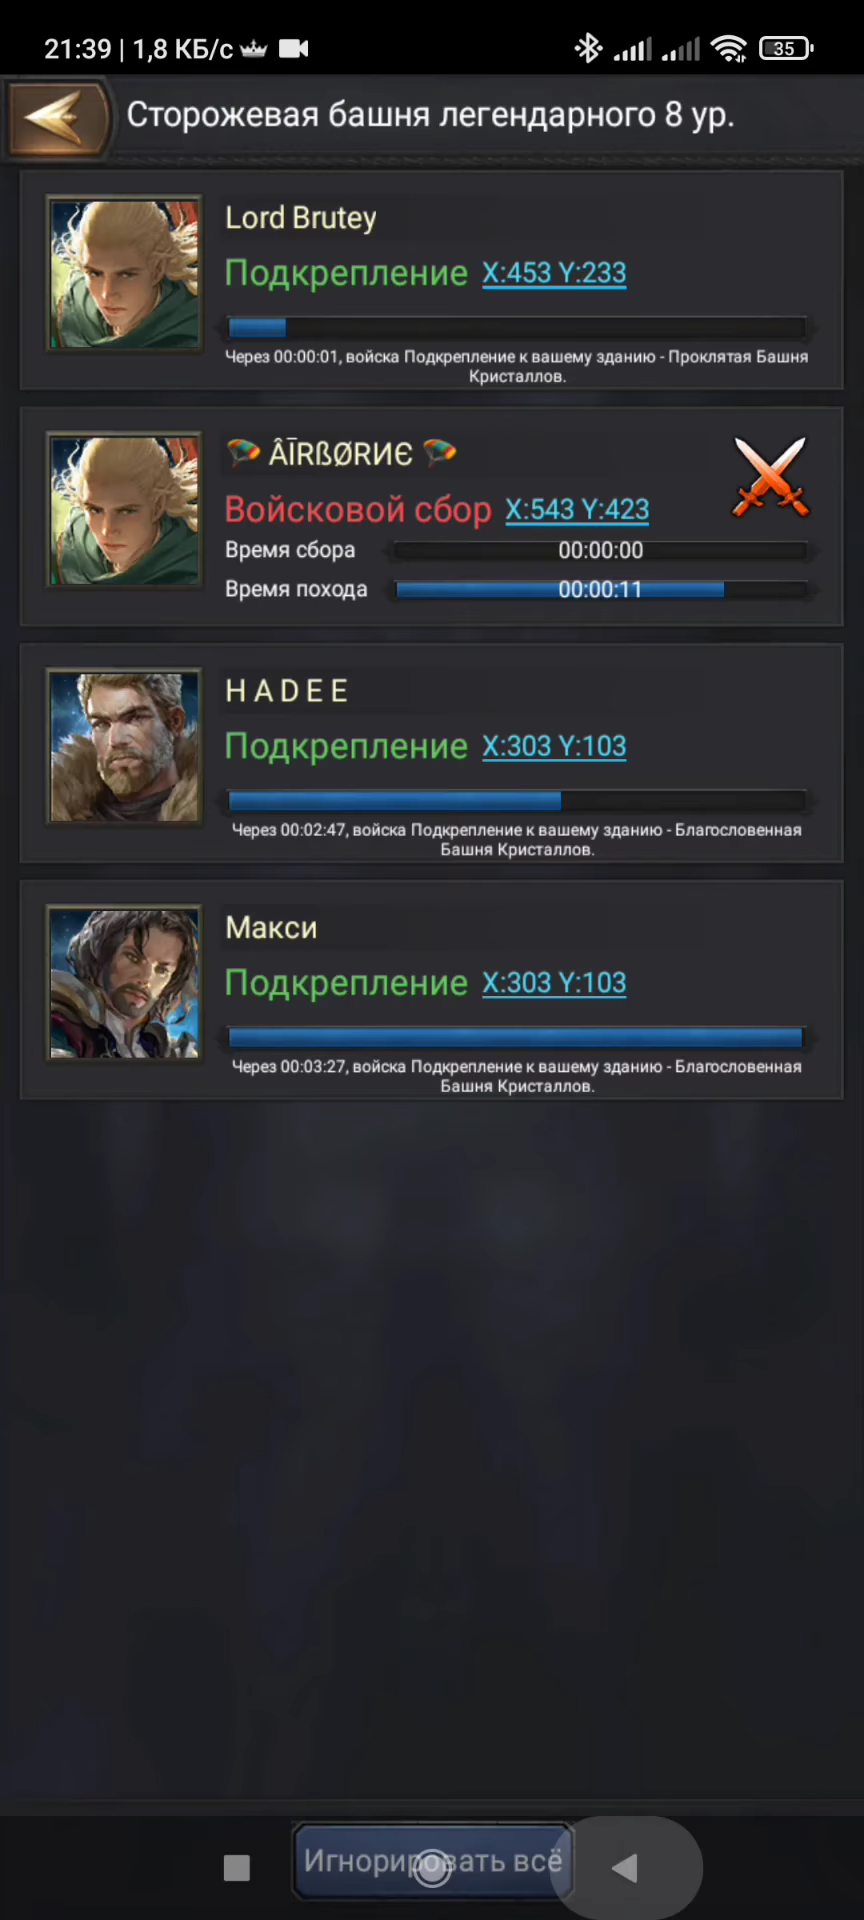 21:39 | 1,8 КБ/с 35
Сторожевая башня легендарного 8 ур.
Lord Brutey
Подкрепление X:453 Y:233
Через 00:00:01, войска Подкрепление к вашему зданию - Проклятая Башня
Кристаллов.
🪂 ÂĪRßØRИЄ 🪂
Войсковой сбор X:543 Y:423
Время сбора 00:00:00
Время похода 00:00:11
H A D E E
Подкрепление X:303 Y:103
Через 00:02:47, войска Подкрепление к вашему зданию - Благословенная
Башня Кристаллов.
Макси
Подкрепление X:303 Y:103
Через 00:03:27, войска Подкрепление к вашему зданию - Благословенная
Башня Кристаллов.
Игнорировать всё